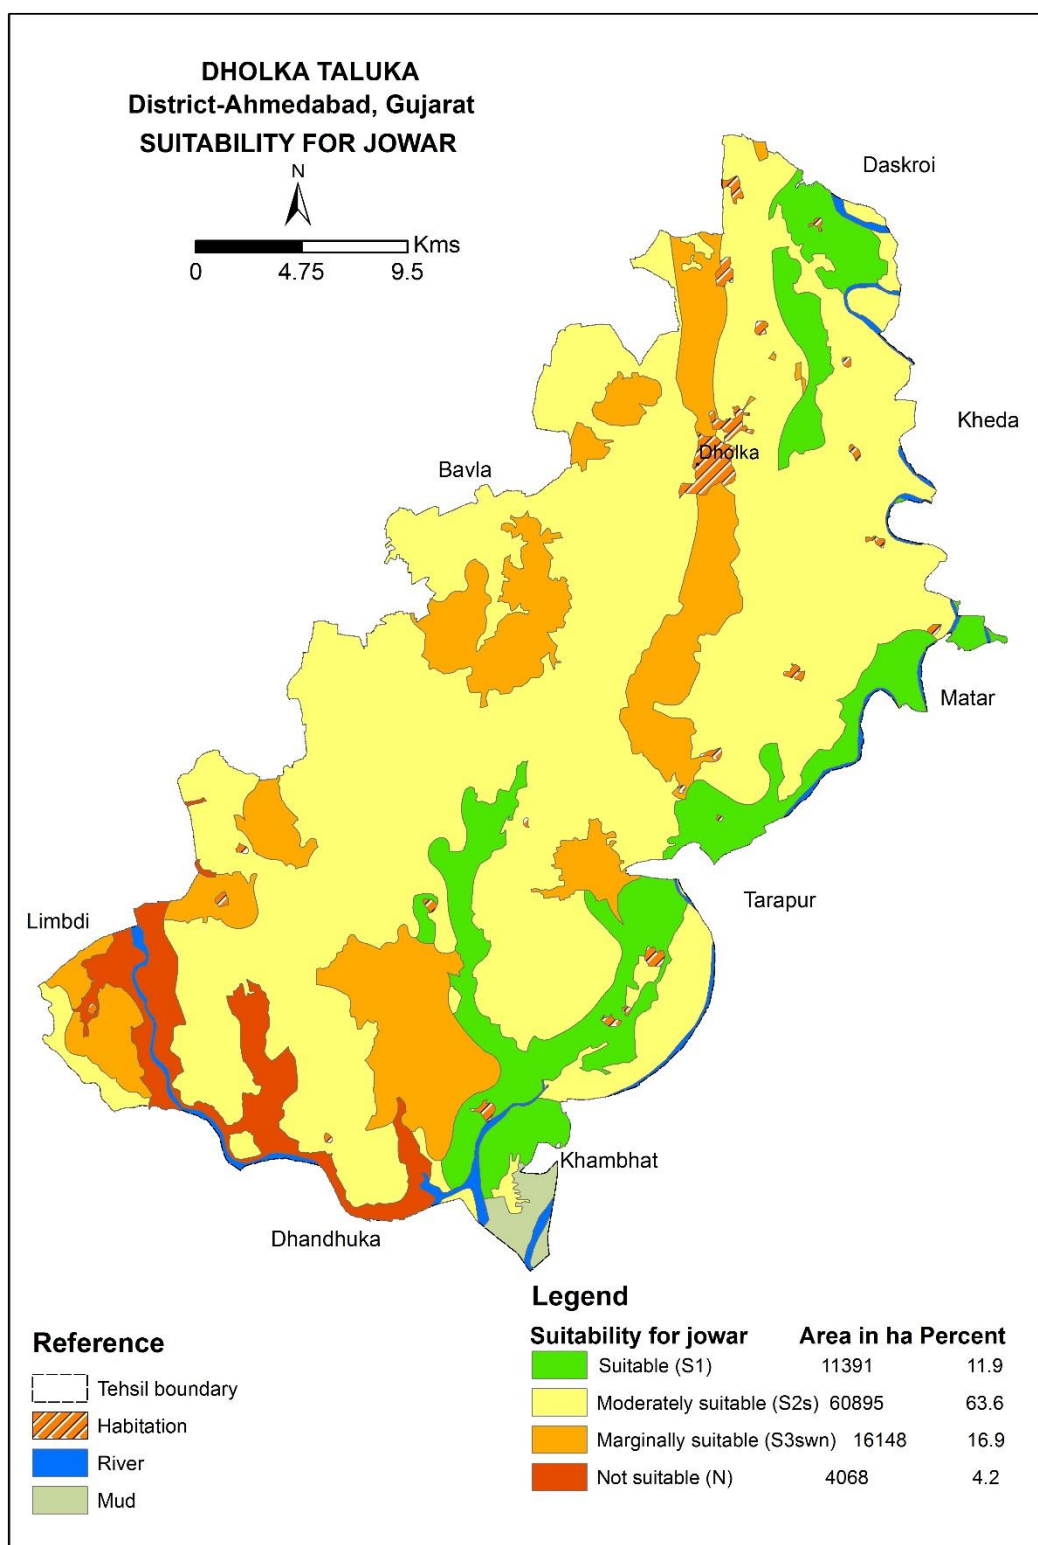 DHOLKA TALUKA
District-Ahmedabad, Gujarat
SUITABILITY FOR JOWAR
N
Kms
0 4.75 9.5
Daskroi
Kheda
Dholka
Bavla
Matar
Tarapur
Limbdi
Khambhat
Dhandhuka
Legend
Suitability for jowar Area in ha Percent
Suitable (S1) 11391 11.9
Moderately suitable (S2s) 60895 63.6
Marginally suitable (S3swn) 16148 16.9
Not suitable (N) 4068 4.2
Reference
Tehsil boundary
Habitation
River
Mud